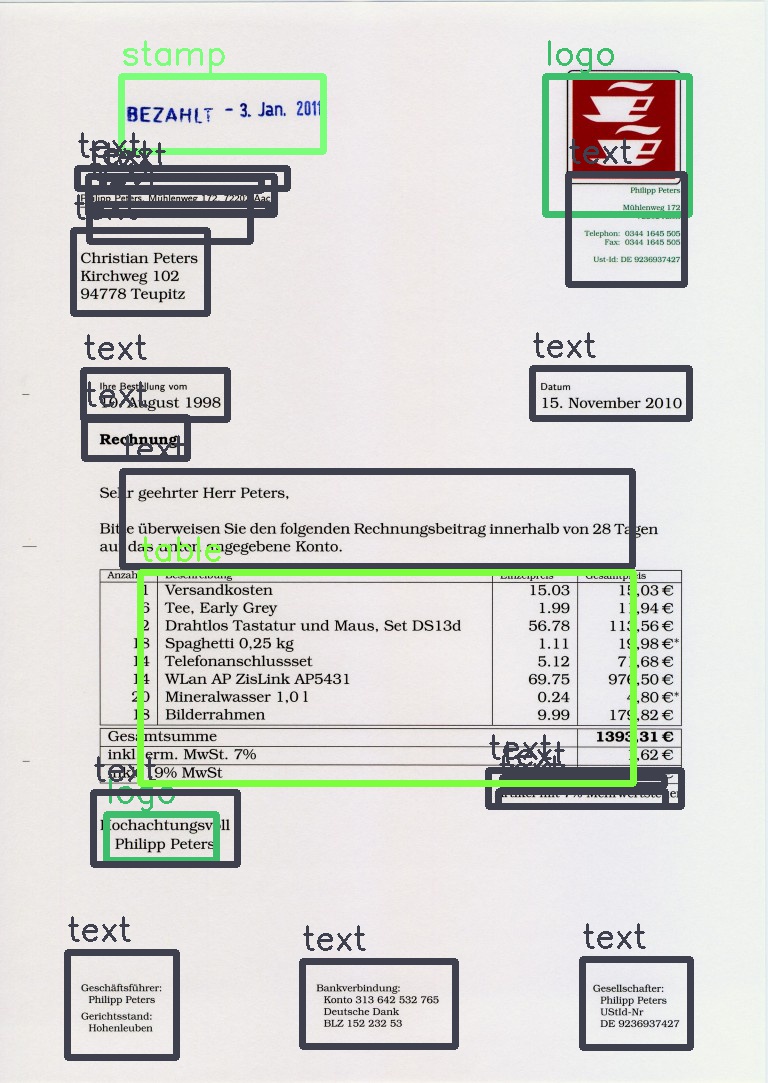 stamp
logo
BEZAHLT - 3. Jan. 2011
text
text
text
Philipp Peters, Mühlenweg 172, 72202
text
Philipp Peters
Mühlenweg 172
Telephon: 0344 1645 505
Fax: 0344 1645 505
Ust-Id: DE 9236937427
Christian Peters
Kirchweg 102
94778 Teupitz
text
text
Ihre Bestellung vom
August 1998
Datum
15. November 2010
text
Rechnung
text
Sehr geehrter Herr Peters,
Bitte überweisen Sie den folgenden Rechnungsbeitrag innerhalb von 28 Tagen
auf das unten angegebene Konto.
table
Anzahl Beschreibung Einzelpreis Gesamtpreis
1 Versandkosten 15.03 15,03 €
6 Tee, Early Grey 1.99 11,94 €
2 Drahtlos Tastatur und Maus, Set DS13d 56.78 113,56 €
18 Spaghetti 0,25 kg 1.11 19,98 €*
14 Telefonanschlussset 5.12 71,68 €
14 WLan AP ZisLink AP5431 69.75 976,50 €
20 Mineralwasser 1,0 l 0.24 4,80 €*
18 Bilderrahmen 9.99 179,82 €
Gesamtsumme 1393,31 €
inkl. erm. MwSt. 7% 1,62 €
19% MwSt
text
text
text
Artikel mit 7% Mehrwertsteuer
logo
Hochachtungsvoll
Philipp Peters
text
text
text
Geschäftsführer:
Philipp Peters
Gerichtsstand:
Hohenleuben
Bankverbindung:
Konto 313 642 532 765
Deutsche Dank
BLZ 152 232 53
Gesellschafter:
Philipp Peters
UStId-Nr
DE 9236937427